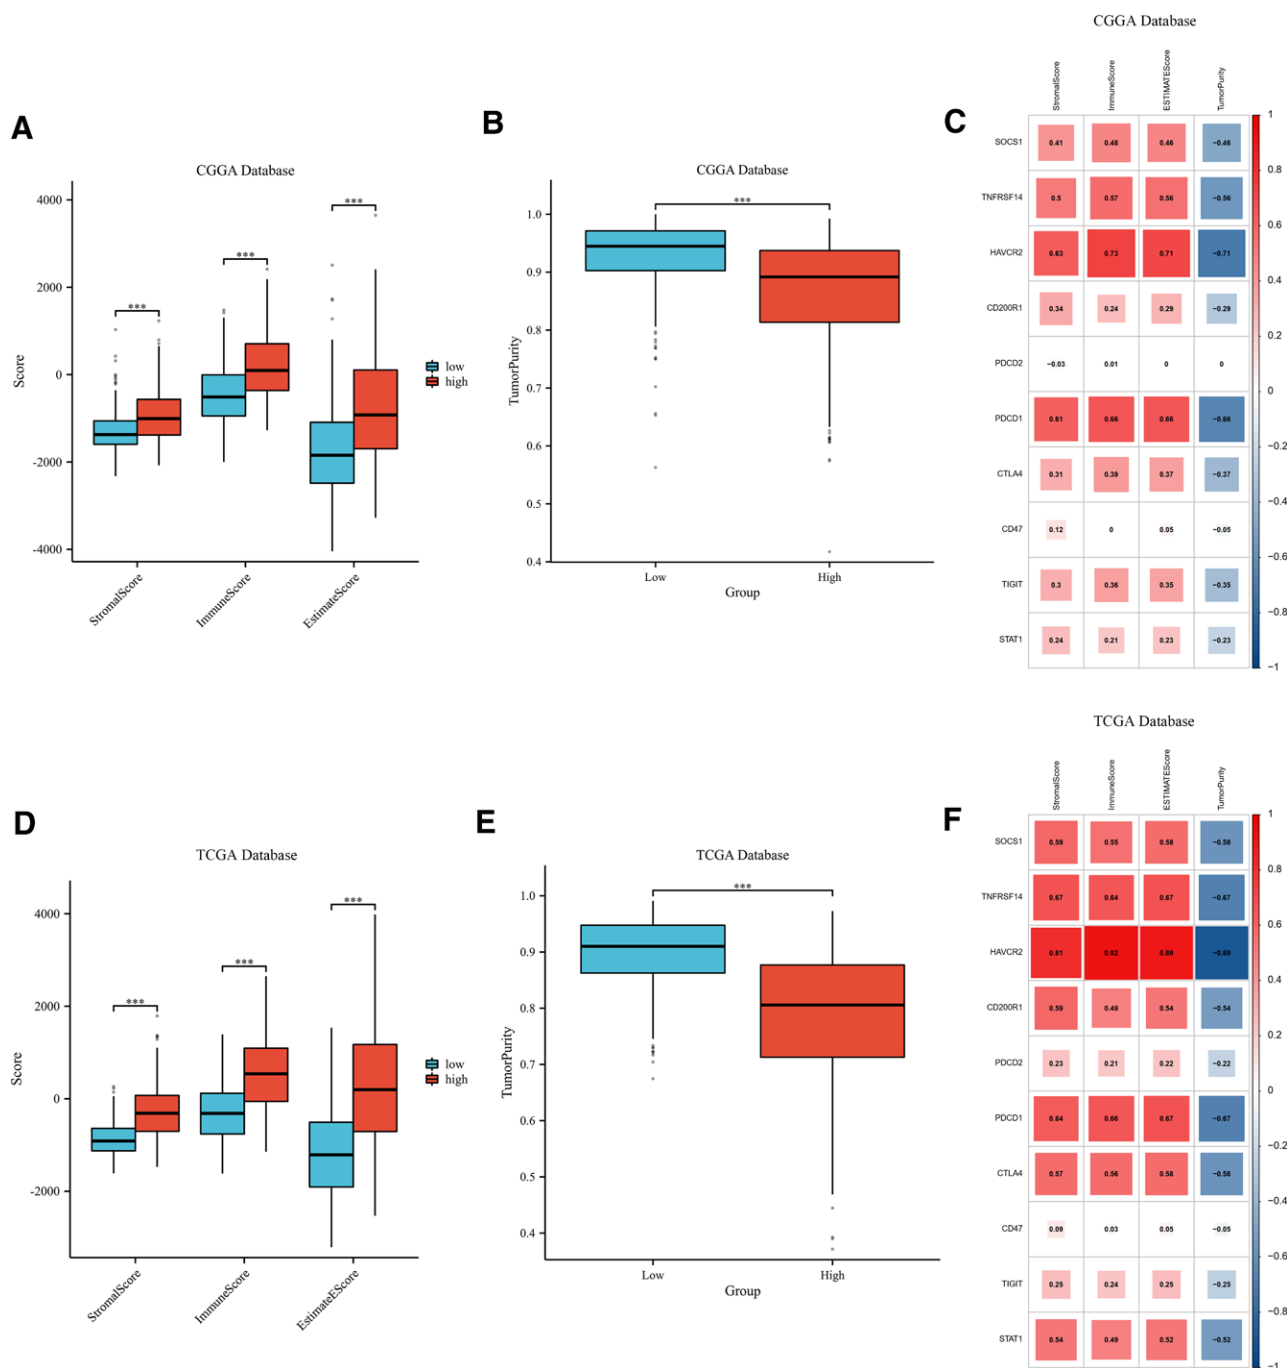 CGGA Database
StromalScore
ImmuneScore
ESTIMATEScore
TumorPurity
A
CGGA Database
Score
4000
2000
0
-2000
-4000
***
***
***
low
high
StromalScore
ImmuneScore
EstimateScore
B
CGGA Database
TumorPurity
1.0
0.9
0.8
0.7
0.6
0.5
0.4
***
Low
High
Group
C
SOCS1 0.41 0.48 0.46 −0.46
TNFRSF14 0.5 0.57 0.56 −0.56
HAVCR2 0.63 0.73 0.71 −0.71
CD200R1 0.34 0.24 0.29 −0.29
PDCD2 −0.03 0.01 0 0
PDCD1 0.61 0.66 0.66 −0.66
CTLA4 0.31 0.39 0.37 −0.37
CD47 0.12 0 0.05 −0.05
TIGIT 0.3 0.36 0.35 −0.35
STAT1 0.24 0.21 0.23 −0.23
1
0.8
0.6
0.4
0.2
0
−0.2
−0.4
−0.6
−0.8
−1
TCGA Database
StromalScore
ImmuneScore
ESTIMATEScore
TumorPurity
D
TCGA Database
Score
4000
2000
0
-2000
***
***
***
low
high
StromalScore
ImmuneScore
EstimateEScore
E
TCGA Database
TumorPurity
1.0
0.9
0.8
0.7
0.6
0.5
0.4
***
Low
High
Group
F
SOCS1 0.59 0.55 0.58 −0.58
TNFRSF14 0.67 0.64 0.67 −0.67
HAVCR2 0.81 0.92 0.89 −0.89
CD200R1 0.59 0.49 0.54 −0.54
PDCD2 0.23 0.21 0.22 −0.22
PDCD1 0.64 0.66 0.67 −0.67
CTLA4 0.57 0.56 0.58 −0.58
CD47 0.09 0.03 0.05 −0.05
TIGIT 0.25 0.24 0.25 −0.25
STAT1 0.54 0.49 0.52 −0.52
1
0.8
0.6
0.4
0.2
0
−0.2
−0.4
−0.6
−0.8
−1